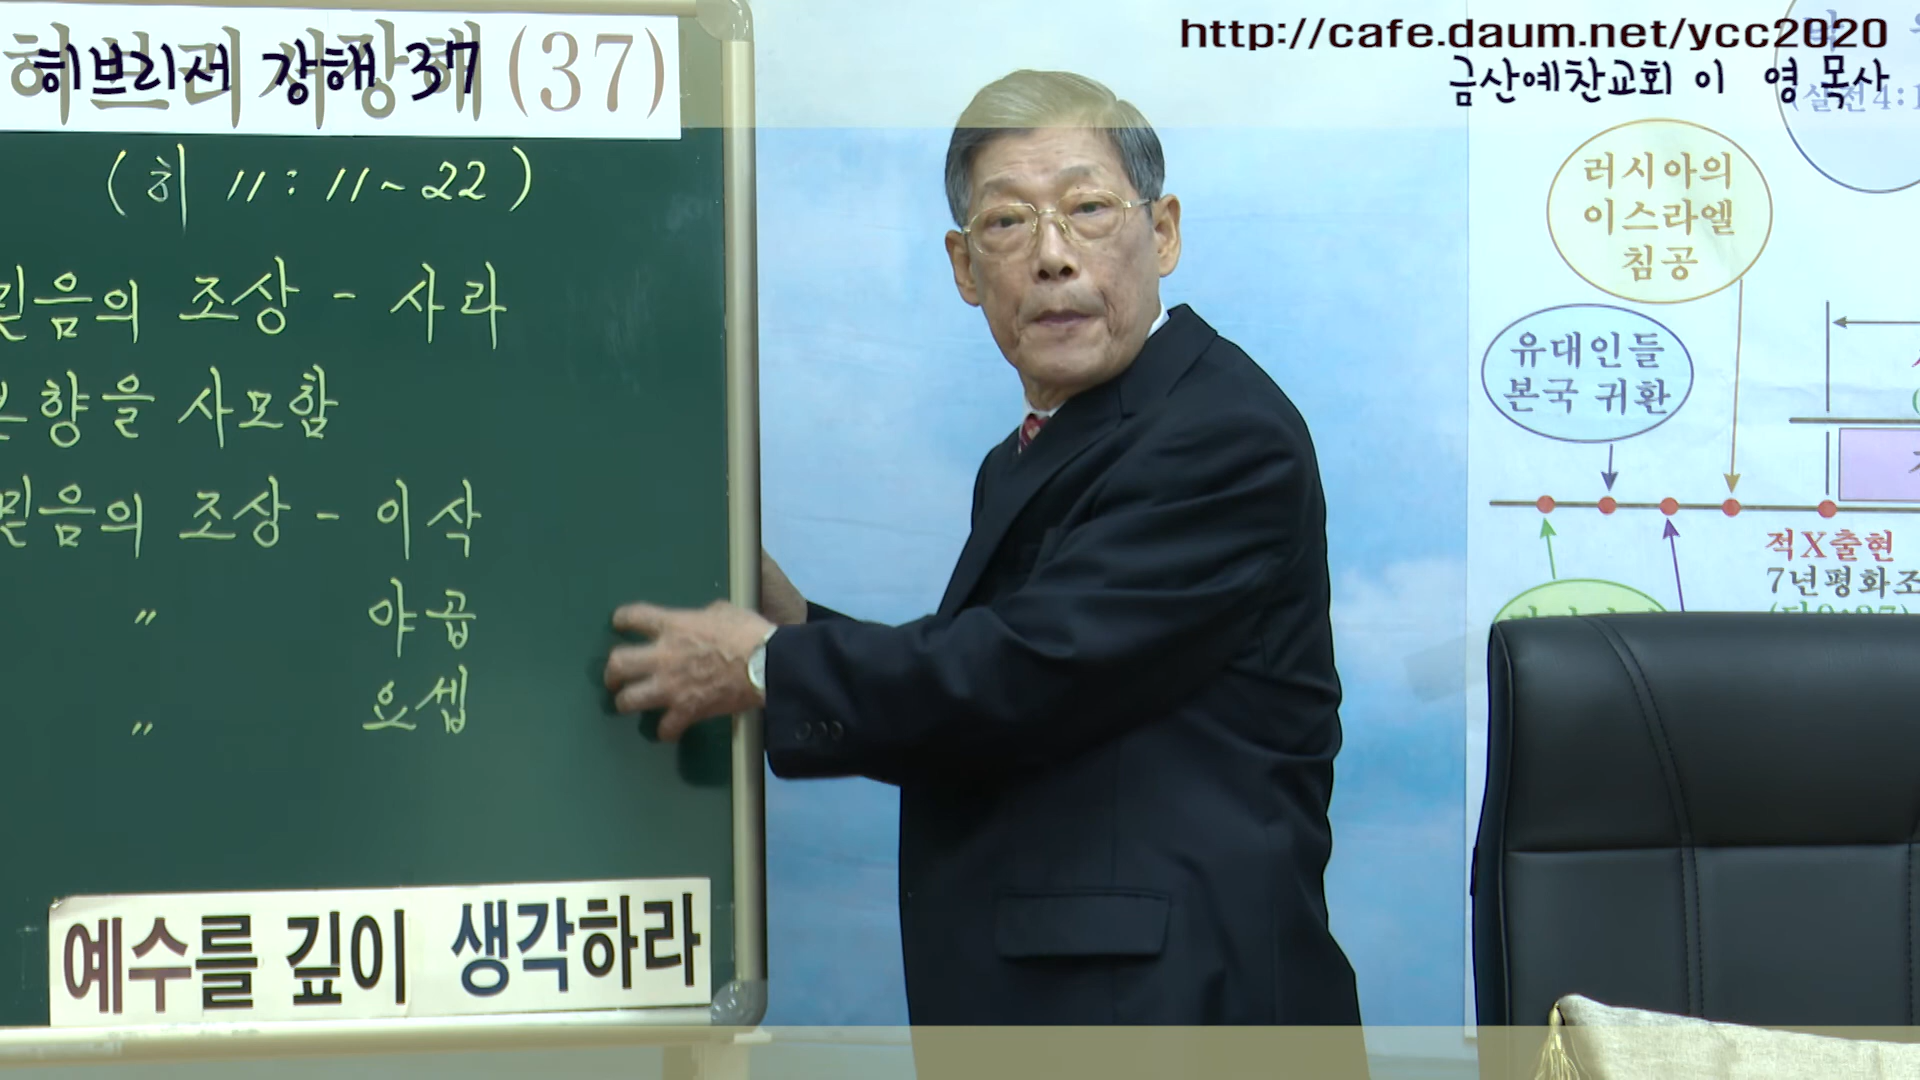 http://cafe.daum.net/ycc2020
금산예찬교회 이 영 목사
히브리서 강해 37
히브리서강해 (37)
(히 11:11~22)
믿음의 조상 - 사라
본향을 사모함
믿음의 조상 - 이삭
〃 야곱
〃 요셉
예수를 깊이 생각하라
러시아의
이스라엘
침공
유대인들
본국 귀환
적X출현
7년평화조